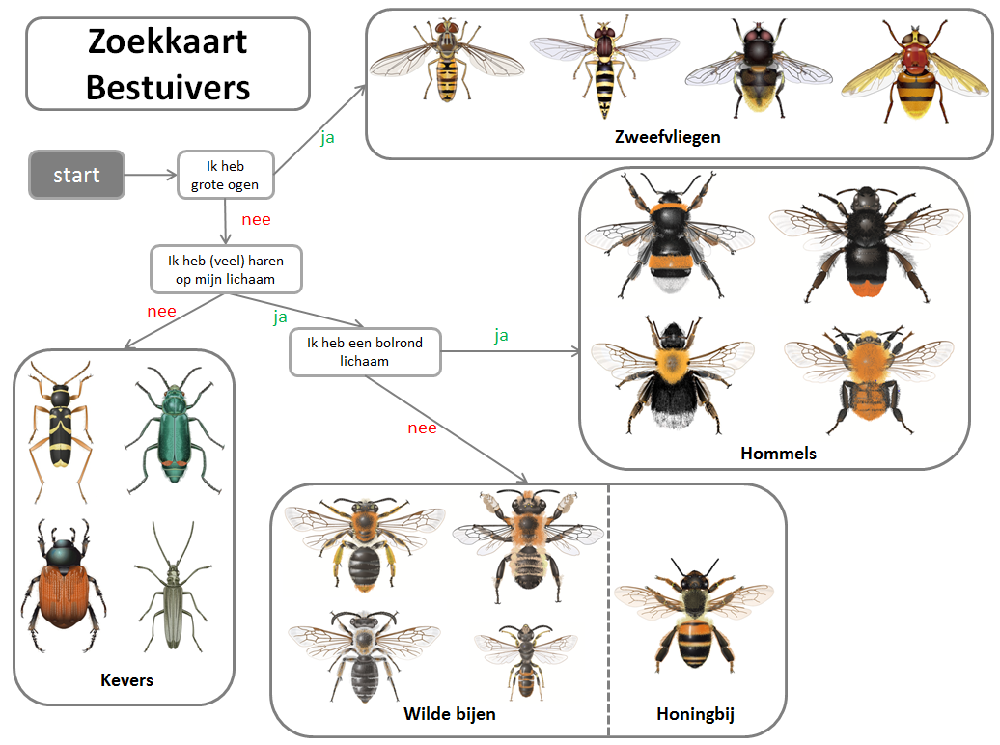 Zoekkaart
Bestuivers
Zweefvliegen
ja
start
Ik heb
grote ogen
nee
Ik heb (veel) haren
op mijn lichaam
nee
ja
Ik heb een bolrond
lichaam
ja
nee
Hommels
Kevers
Wilde bijen
Honingbij